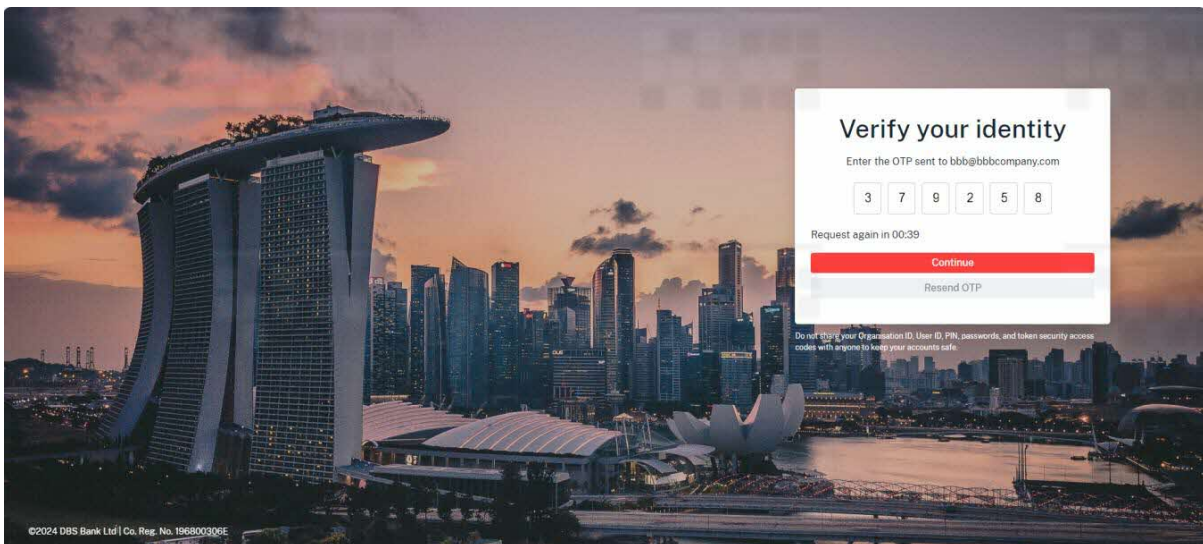 Verify your identity
Enter the OTP sent to bbb@bbbcompany.com
3 7 9 2 5 8
Request again in 00:39
Continue
Resend OTP
Do not share your Organisation ID, User ID, PIN, passwords, and token security access
codes with anyone to keep your accounts safe.
©2024 DBS Bank Ltd | Co. Reg. No. 196800306E